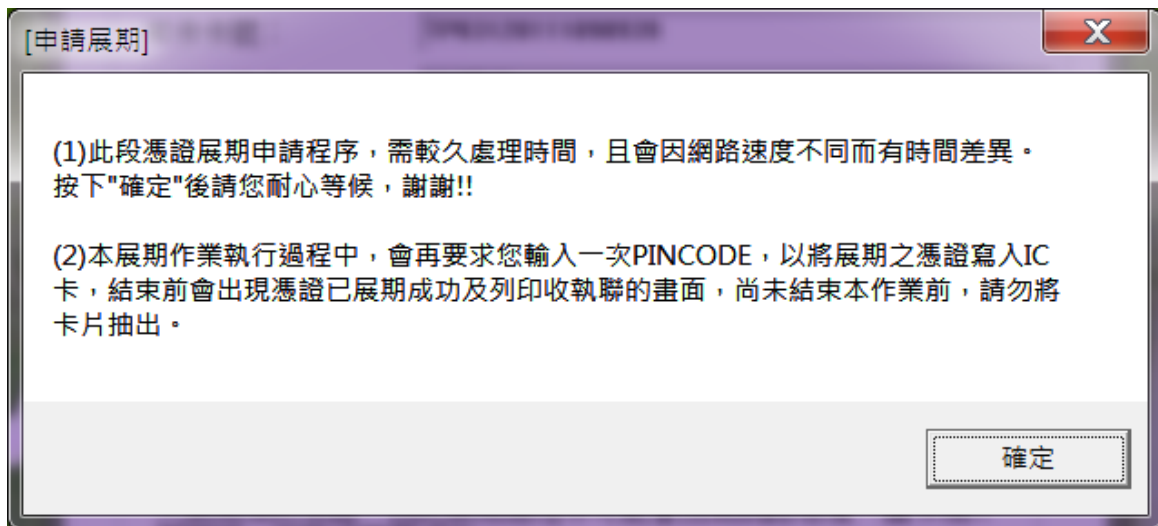 [申請展期]
(1)此段憑證展期申請程序，需較久處理時間，且會因網路速度不同而有時間差異。
按下"確定"後請您耐心等候，謝謝!!
(2)本展期作業執行過程中，會再要求您輸入一次PINCODE，以將展期之憑證寫入IC
卡，結束前會出現憑證已展期成功及列印收執聯的畫面，尚未結束本作業前，請勿將
卡片抽出。
確定